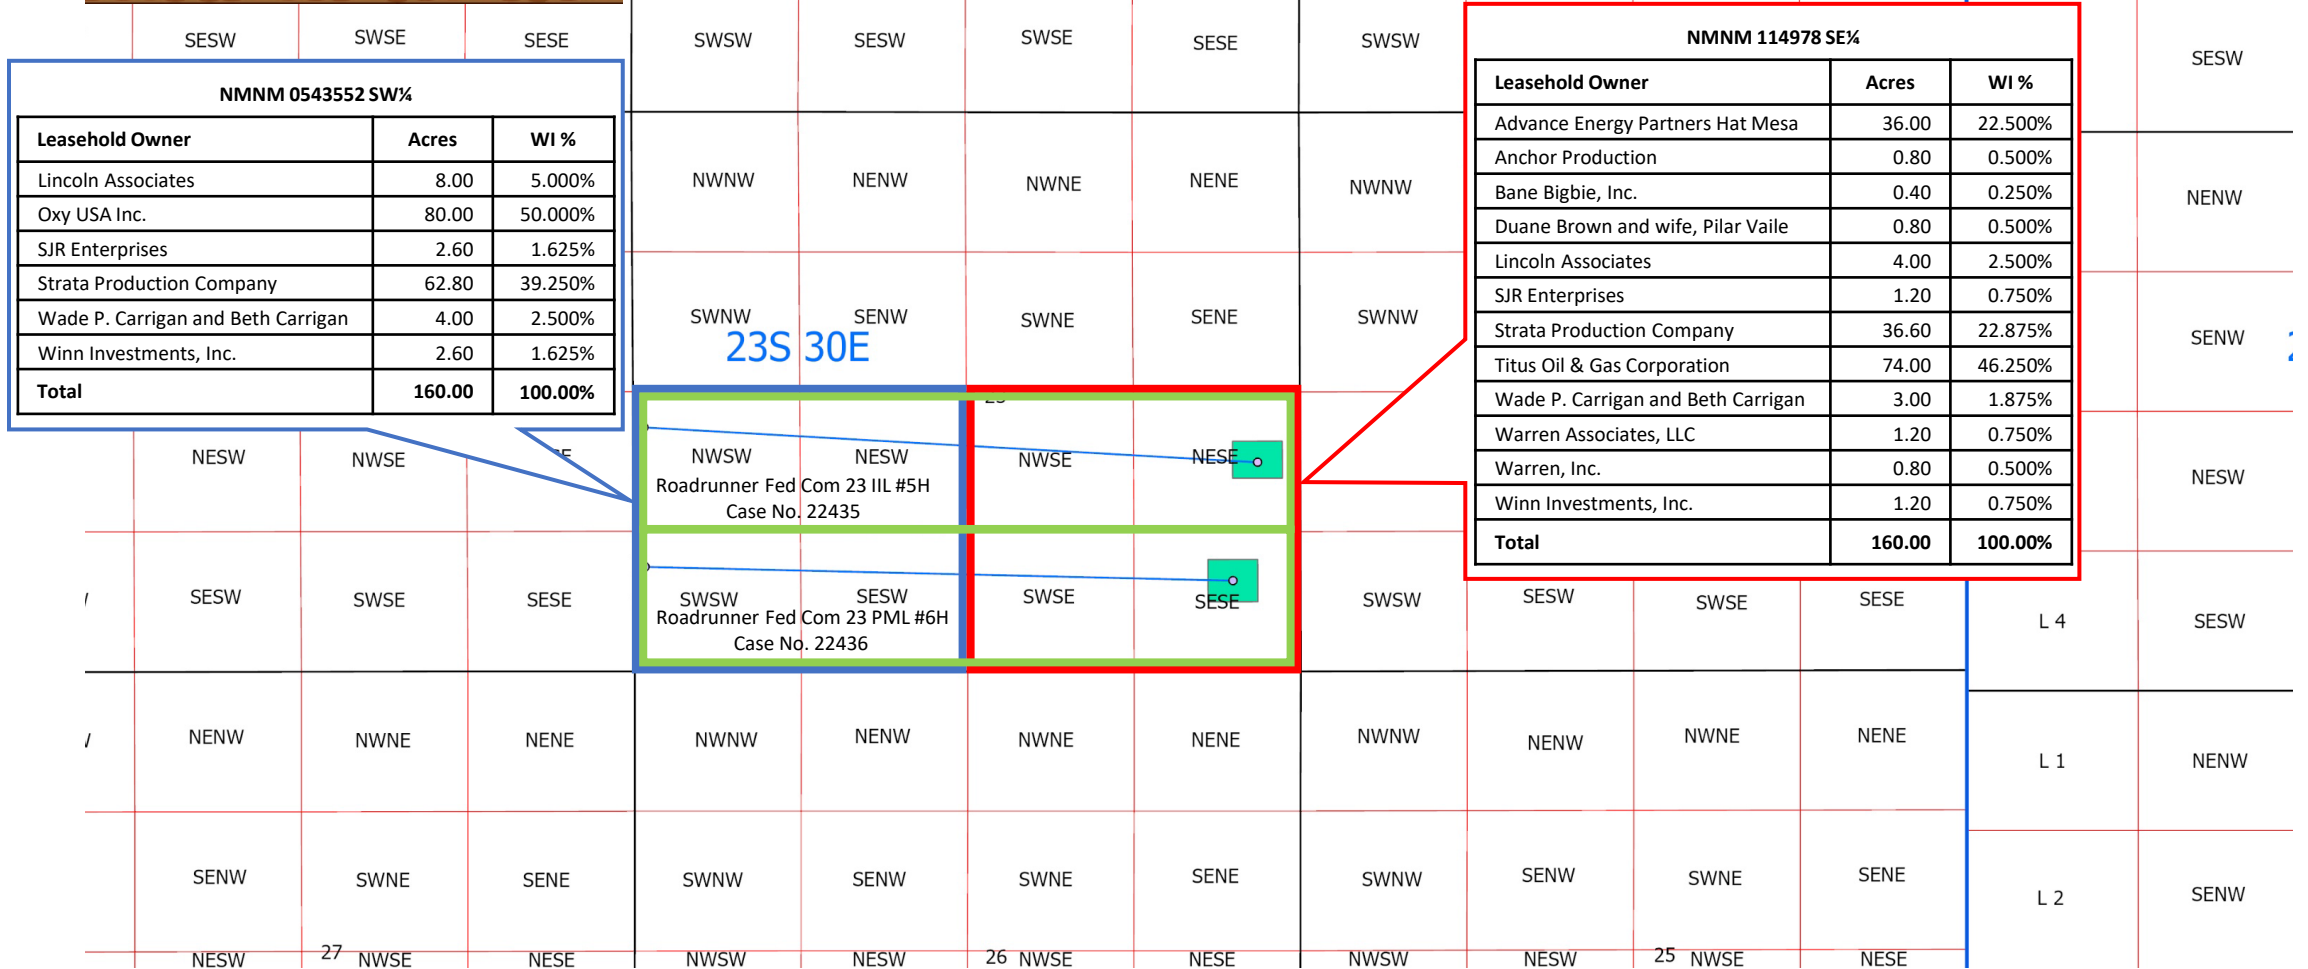 SESW SWSE SESE SWSW SESW SWSE SESE SWSW SESW
NMNM 0543552 SW¼
Leasehold Owner Acres WI %
Lincoln Associates 8.00 5.000%
Oxy USA Inc. 80.00 50.000%
SJR Enterprises 2.60 1.625%
Strata Production Company 62.80 39.250%
Wade P. Carrigan and Beth Carrigan 4.00 2.500%
Winn Investments, Inc. 2.60 1.625%
Total 160.00 100.00%
NMNM 114978 SE¼
Leasehold Owner Acres WI %
Advance Energy Partners Hat Mesa 36.00 22.500%
Anchor Production 0.80 0.500%
Bane Bigbie, Inc. 0.40 0.250%
Duane Brown and wife, Pilar Vaile 0.80 0.500%
Lincoln Associates 4.00 2.500%
SJR Enterprises 1.20 0.750%
Strata Production Company 36.60 22.875%
Titus Oil & Gas Corporation 74.00 46.250%
Wade P. Carrigan and Beth Carrigan 3.00 1.875%
Warren Associates, LLC 1.20 0.750%
Warren, Inc. 0.80 0.500%
Winn Investments, Inc. 1.20 0.750%
Total 160.00 100.00%
NWNW NENW NWNE NENE NWNW NENW
SWNW SENW SWNE SENE SWNW SENW
23S 30E
NESW NWSE NWSW NESW NWSE NESE NESW
Roadrunner Fed Com 23 IIL #5H
Case No. 22435
SESW SWSE SESE SWSW SESW SWSE SESE SWSW SESW SWSE SESE L 4 SESW
Roadrunner Fed Com 23 PML #6H
Case No. 22436
NENW NWNE NENE NWNW NENW NWNE NENE NWNW NENW NWNE NENE L 1 NENW
SENW SWNE SENE SWNW SENW SWNE SENE SWNW SENW SWNE SENE L 2 SENW
NESW 27 NWSE NESE NWSW NESW 26 NWSE NESE NWSW NESW 25 NWSE NESE